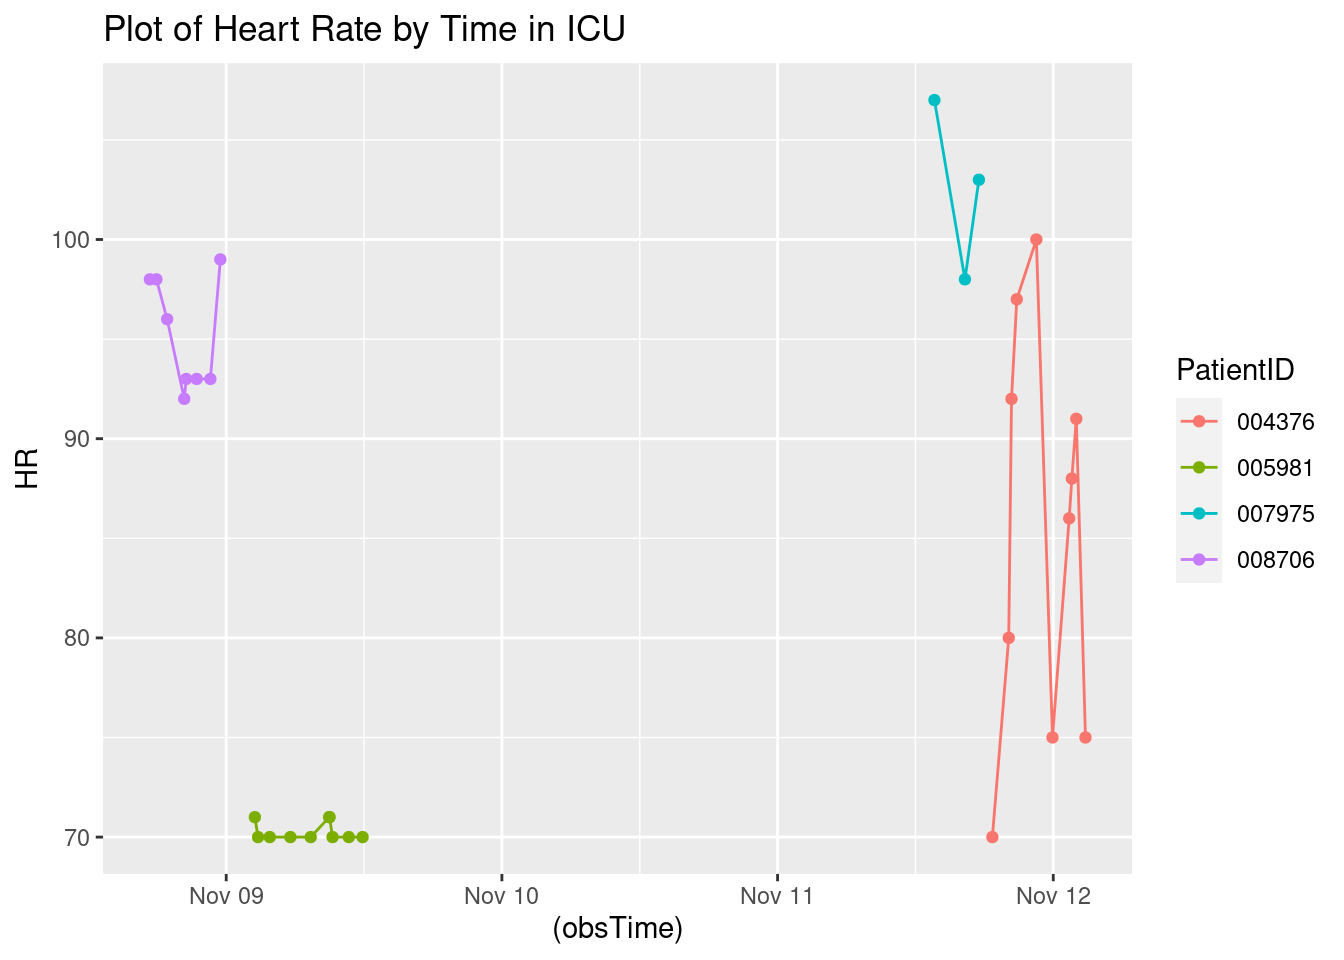 Plot of Heart Rate by Time in ICU
HR
100
90
80
70
Nov 09
Nov 10
Nov 11
Nov 12
(obsTime)
PatientID
004376
005981
007975
008706